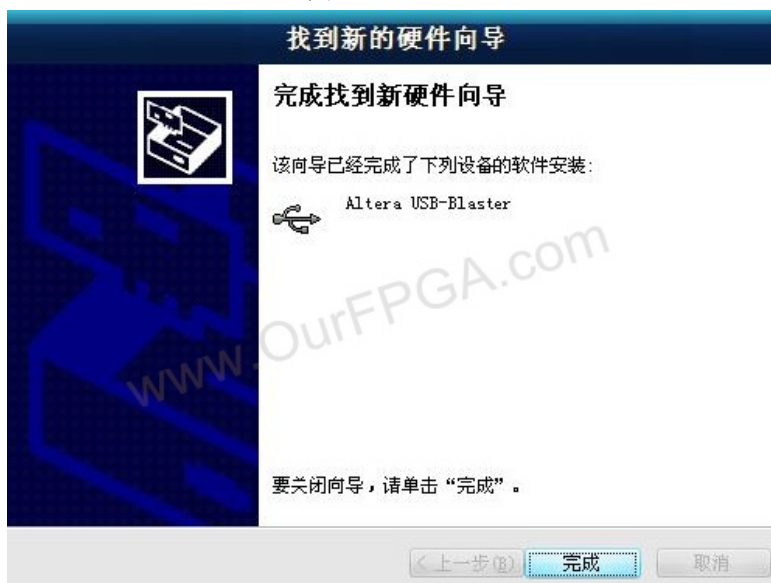 找到新的硬件向导
完成找到新硬件向导
该向导已经完成了下列设备的软件安装:
Altera USB-Blaster
www.OurFPGA.com
要关闭向导,请单击“完成”。
<上一步(B) 完成 取消